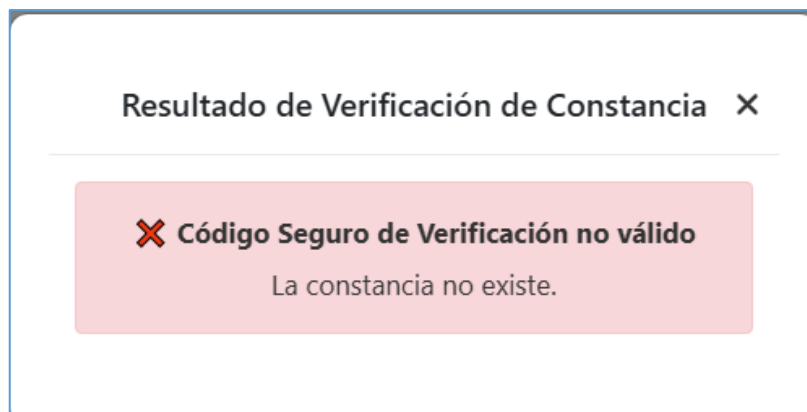 Resultado de Verificación de Constancia ×
❌ Código Seguro de Verificación no válido
La constancia no existe.